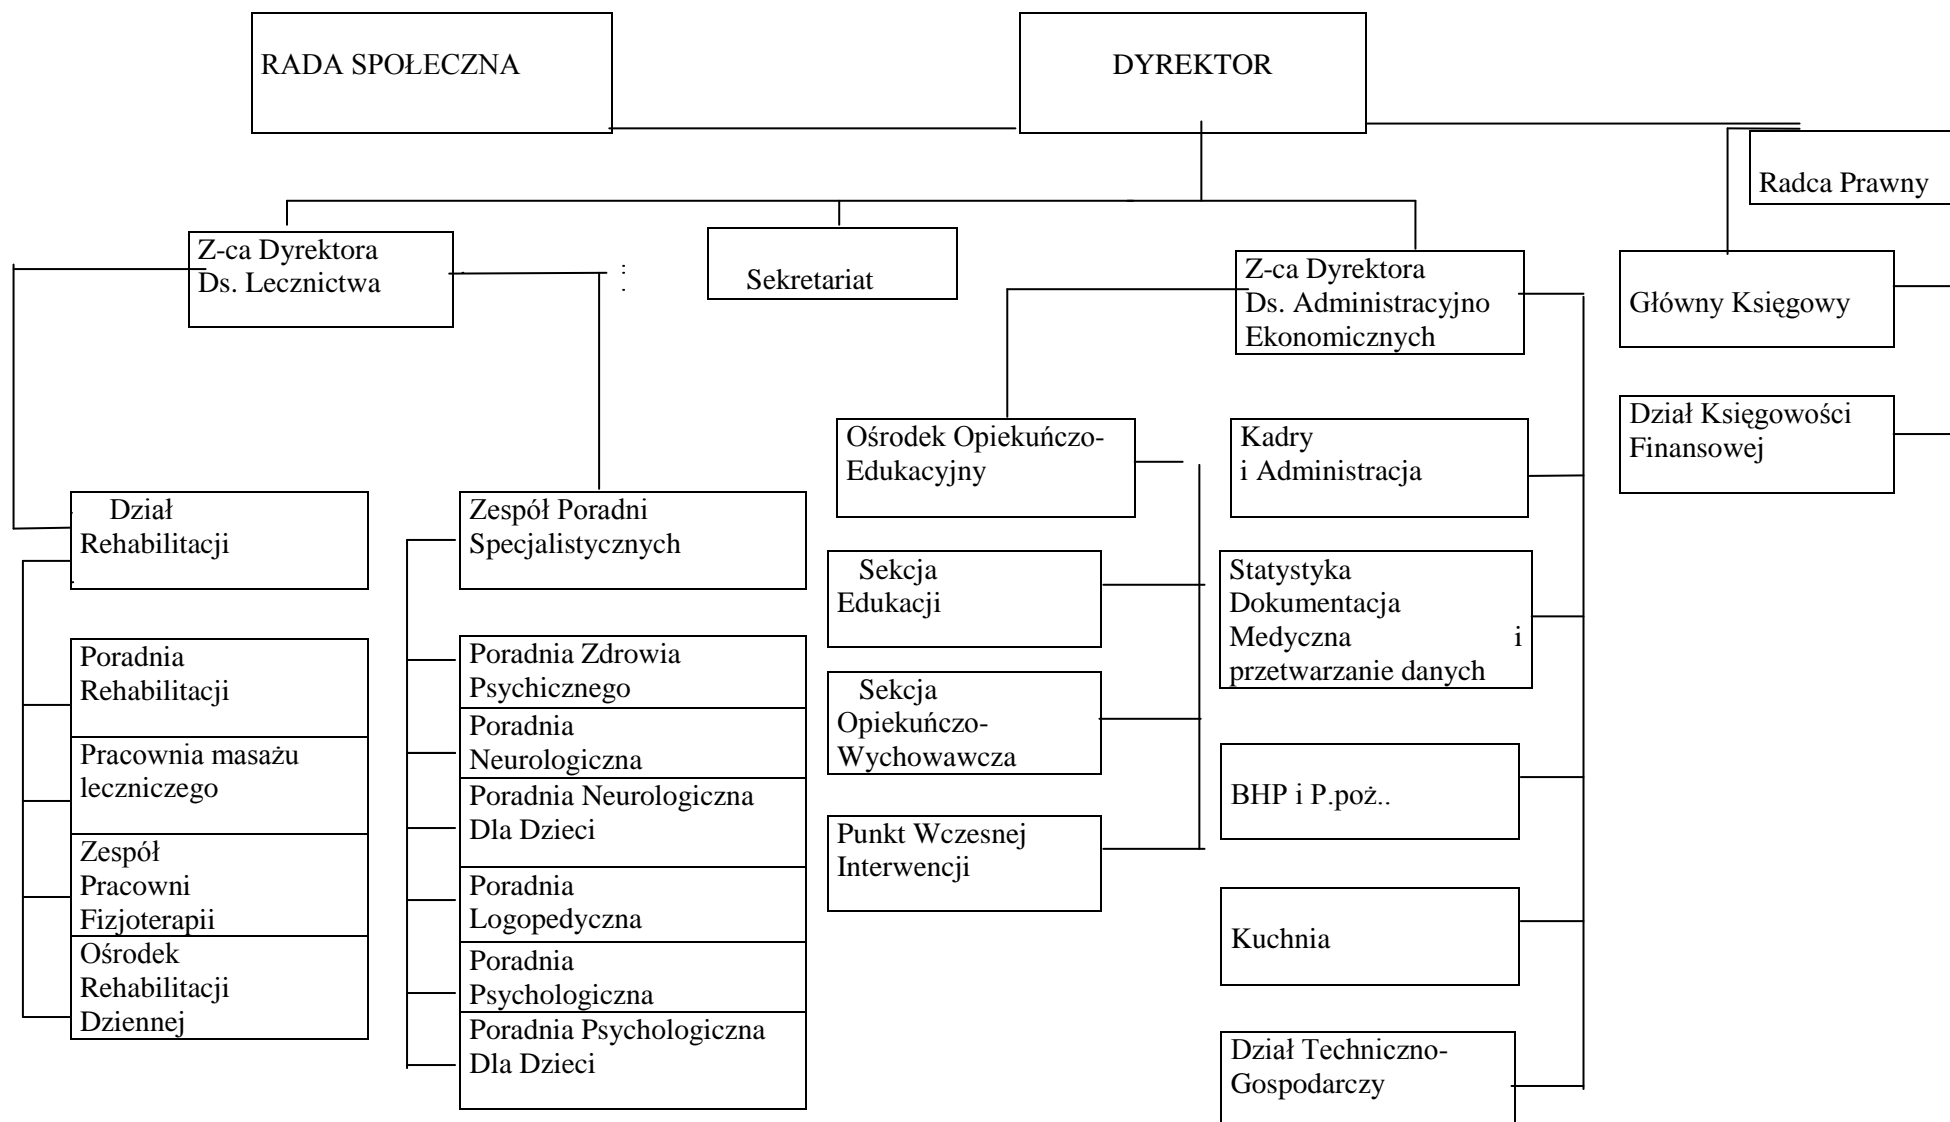 RADA SPOŁECZNA
DYREKTOR
Radca Prawny
Z-ca Dyrektora
Ds. Lecznictwa
Sekretariat
Z-ca Dyrektora
Ds. Administracyjno
Ekonomicznych
Główny Księgowy
Dział Księgowości
Finansowej
Ośrodek Opiekuńczo-
Edukacyjny
Kadry
i Administracja
Dział
Rehabilitacji
Zespół Poradni
Specjalistycznych
Sekcja
Edukacji
Statystyka
Dokumentacja
Medyczna i
przetwarzanie danych
Poradnia
Rehabilitacji
Pracownia masażu
leczniczego
Zespół
Pracowni
Fizjoterapii
Ośrodek
Rehabilitacji
Dziennej
Poradnia Zdrowia
Psychicznego
Poradnia
Neurologiczna
Poradnia Neurologiczna
Dla Dzieci
Poradnia
Logopedyczna
Poradnia
Psychologiczna
Poradnia Psychologiczna
Dla Dzieci
Sekcja
Opiekuńczo-
Wychowawcza
Punkt Wczesnej
Interwencji
BHP i P.poż..
Kuchnia
Dział Techniczno-
Gospodarczy